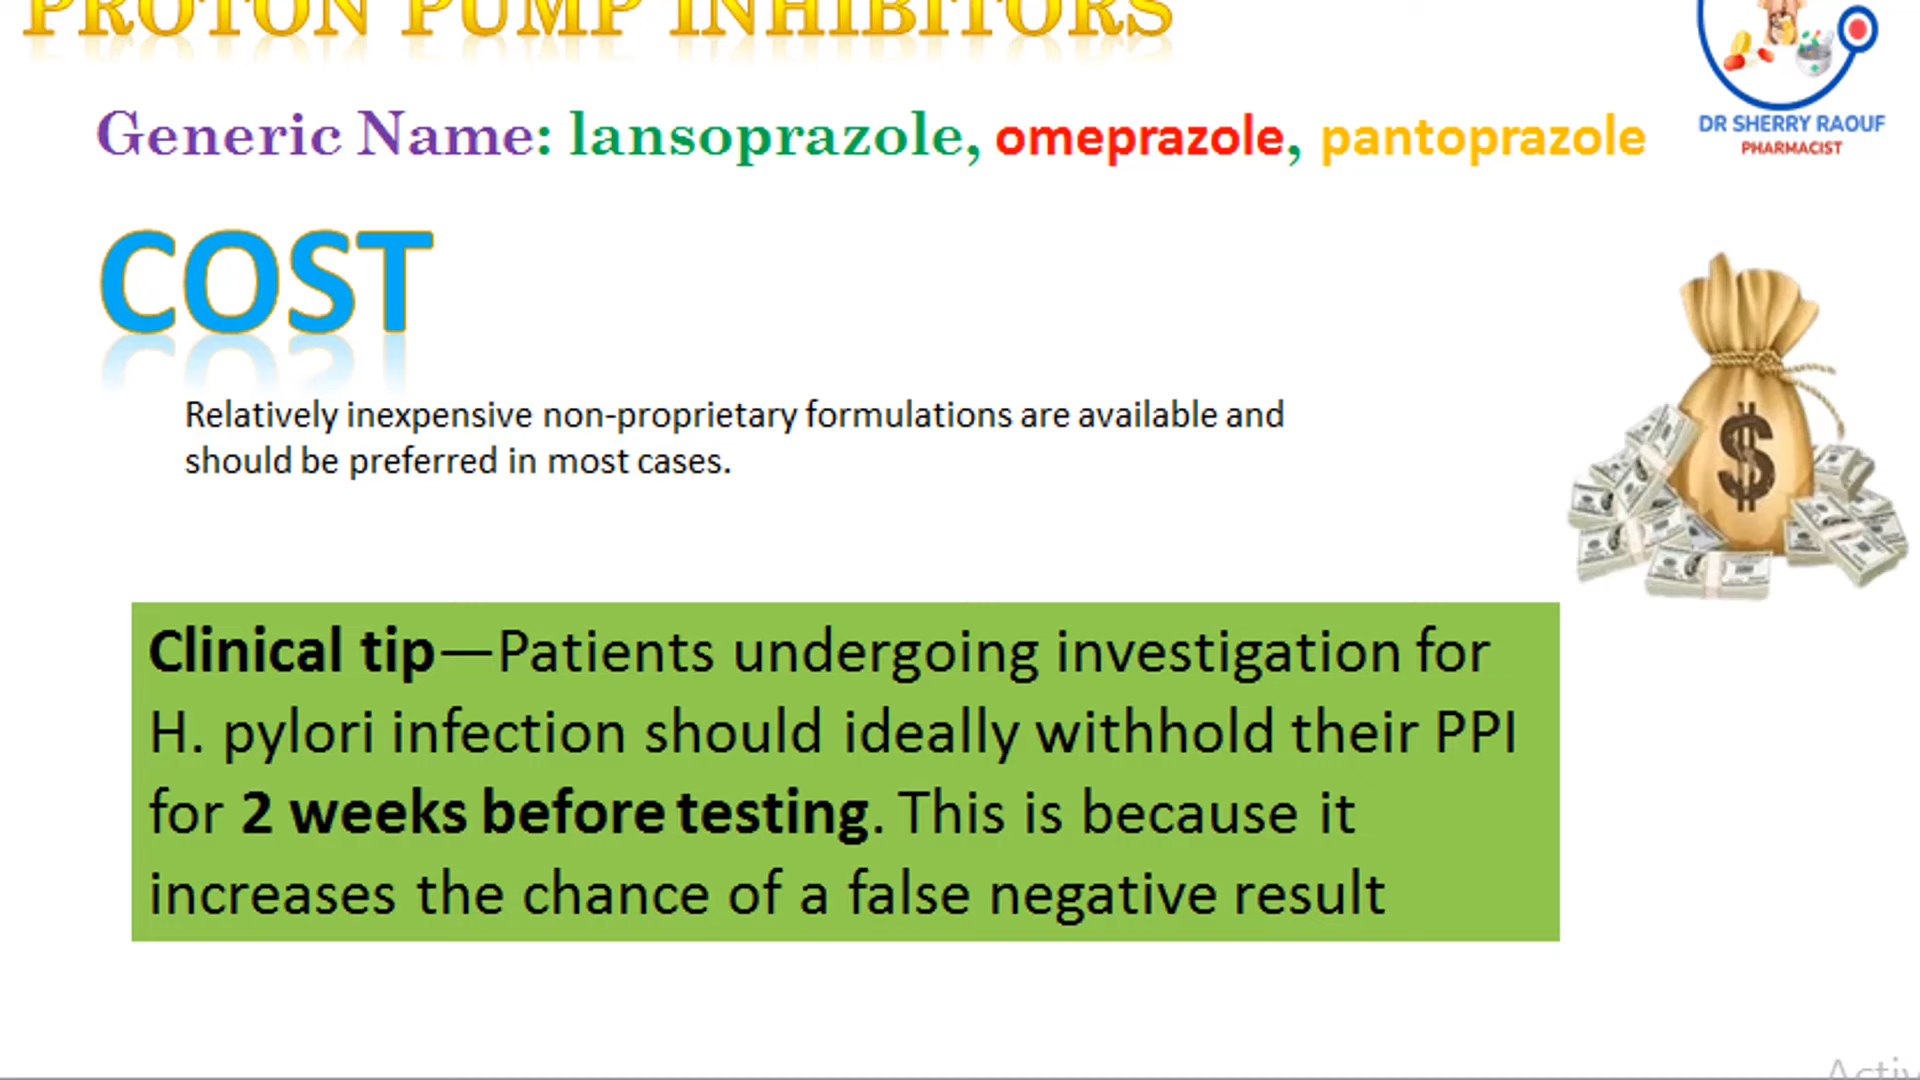 PROTON PUMP INHIBITORS
Generic Name: lansoprazole, omeprazole, pantoprazole
DR SHERRY RAOUF
PHARMACIST
COST
Relatively inexpensive non-proprietary formulations are available and
should be preferred in most cases.
$
Clinical tip—Patients undergoing investigation for
H. pylori infection should ideally withhold their PPI
for 2 weeks before testing. This is because it
increases the chance of a false negative result